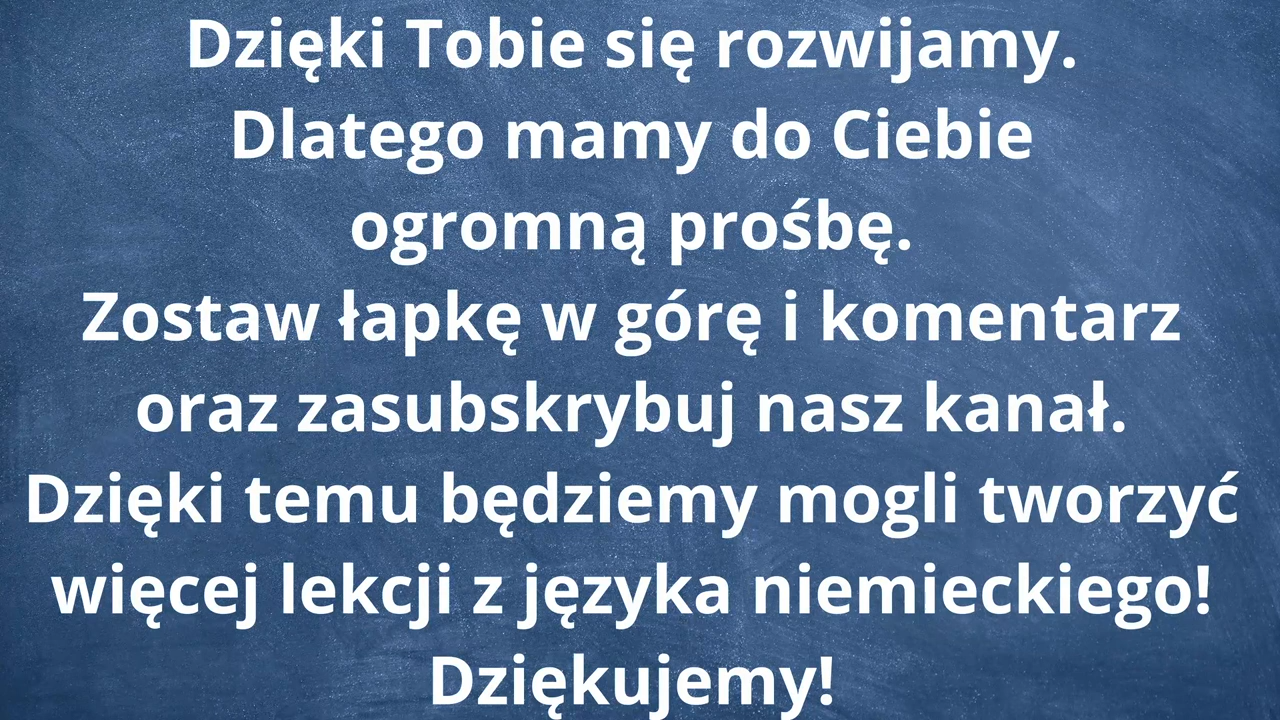 Dzięki Tobie się rozwijamy.
Dlatego mamy do Ciebie
ogromną prośbę.
Zostaw łapkę w górę i komentarz
oraz zasubskrybuj nasz kanał.
Dzięki temu będziemy mogli tworzyć
więcej lekcji z języka niemieckiego!
Dziękujemy!